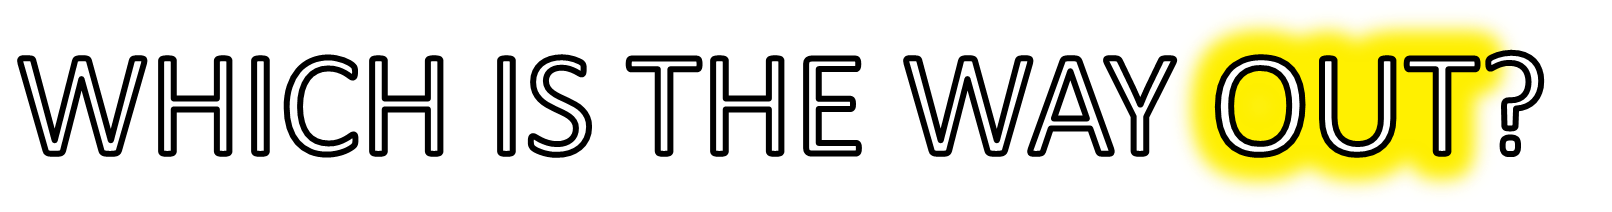 WHICH IS THE WAY OUT?